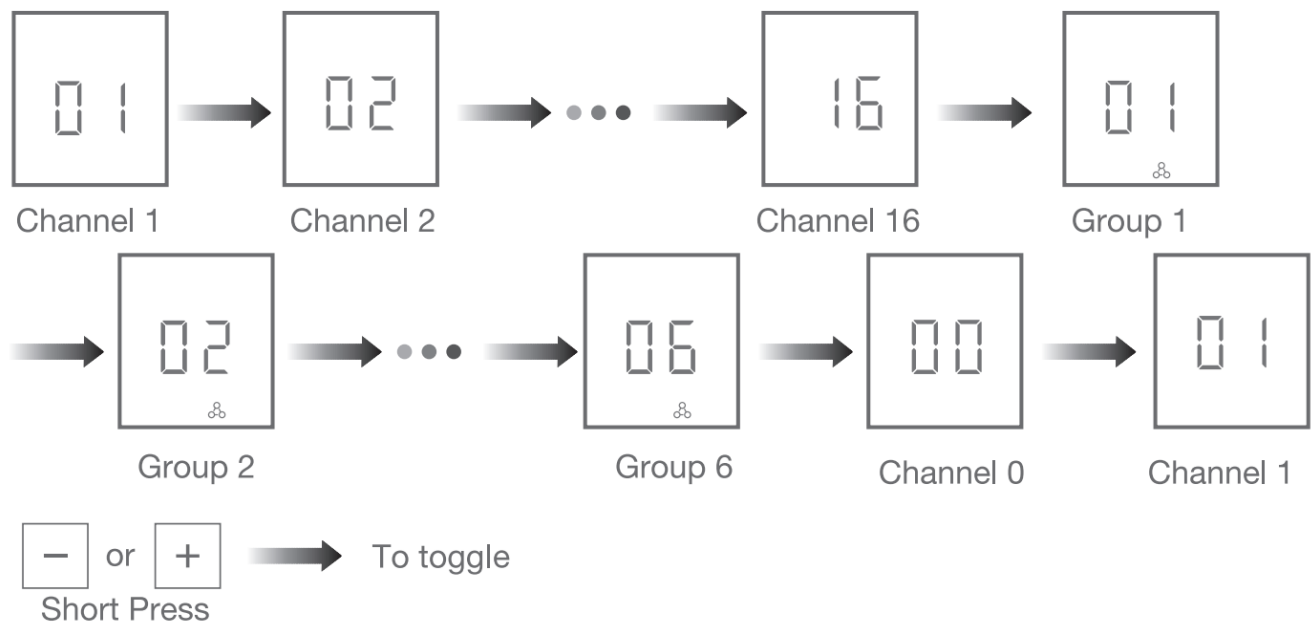 01 02 16 01
Channel 1 Channel 2 Channel 16 Group 1
02 06 00 01
Group 2 Group 6 Channel 0 Channel 1
− or + To toggle
Short Press